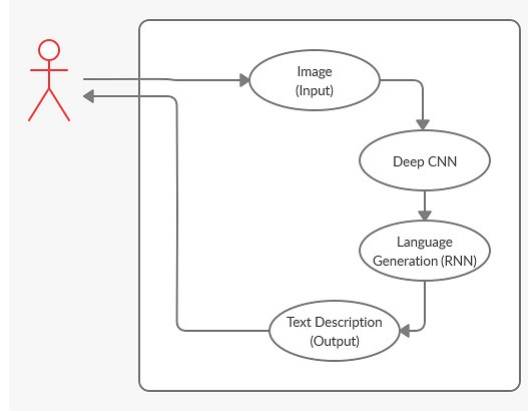 Image
(Input)
Deep CNN
Language
Generation (RNN)
Text Description
(Output)